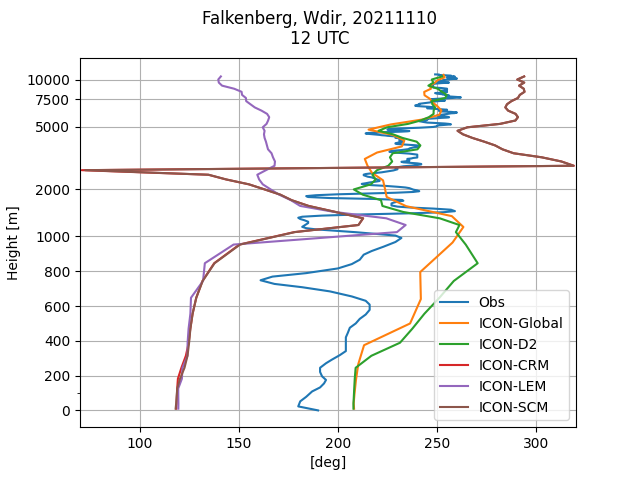 Falkenberg, Wdir, 20211110
12 UTC
10000
7500
5000
2000
1000
800
600
400
200
0
Height [m]
100
150
200
250
300
[deg]
Obs
ICON-Global
ICON-D2
ICON-CRM
ICON-LEM
ICON-SCM